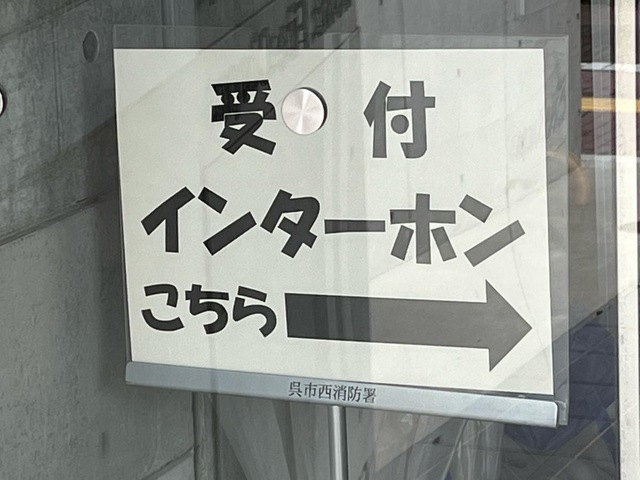 受付
インターホン
こちら→
呉市西消防署